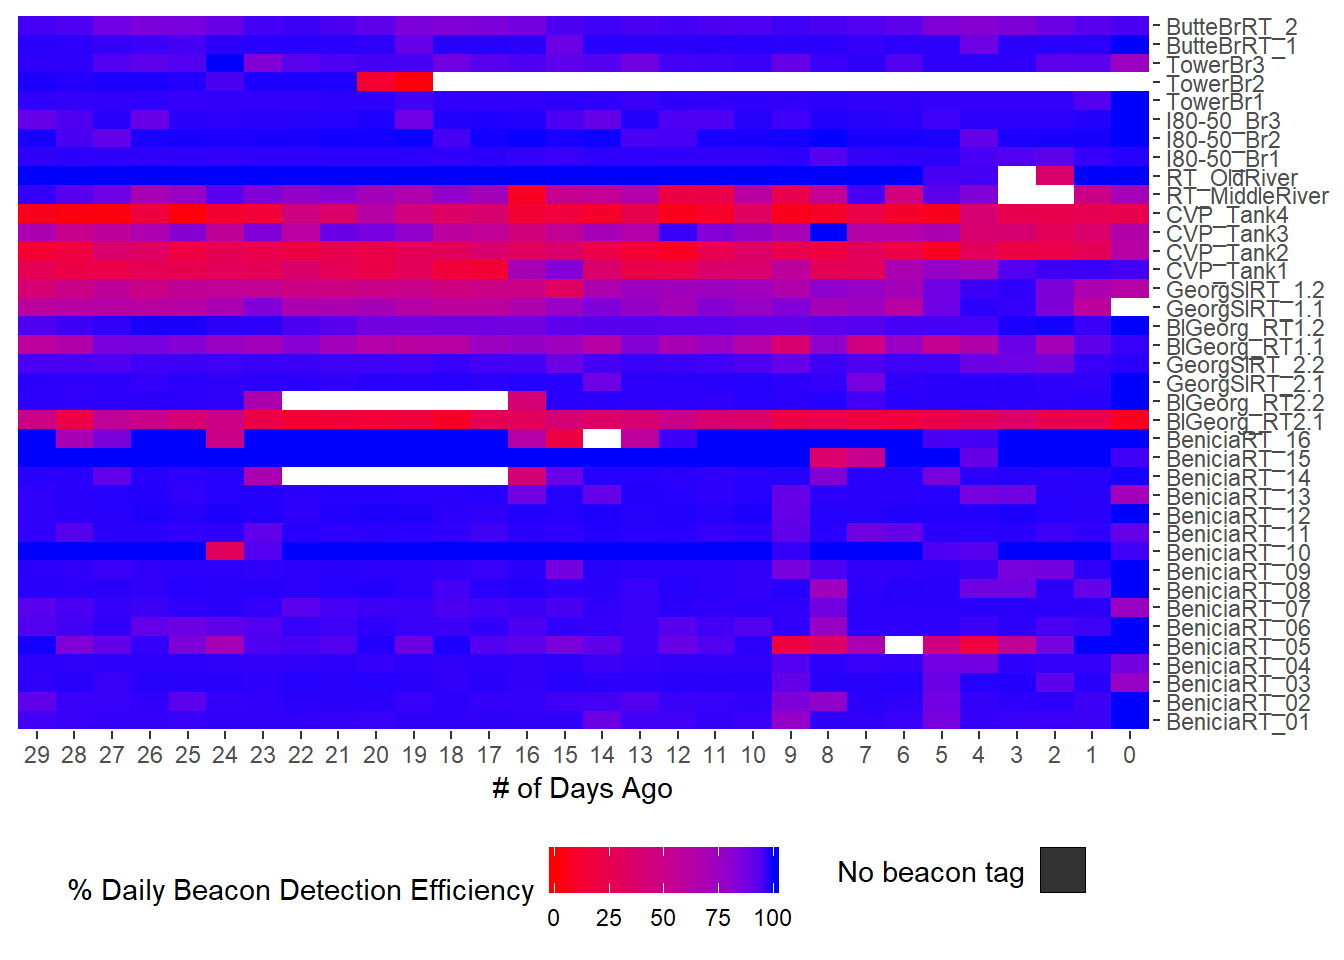 ButteBrRT_2
ButteBrRT_1
TowerBr3
TowerBr2
TowerBr1
I80-50_Br3
I80-50_Br2
I80-50_Br1
RT_OldRiver
RT_MiddleRiver
CVP_Tank4
CVP_Tank3
CVP_Tank2
CVP_Tank1
GeorgSlRT_1.2
GeorgSlRT_1.1
BlGeorg_RT1.2
BlGeorg_RT1.1
GeorgSlRT_2.2
GeorgSlRT_2.1
BlGeorg_RT2.2
BlGeorg_RT2.1
BeniciaRT_16
BeniciaRT_15
BeniciaRT_14
BeniciaRT_13
BeniciaRT_12
BeniciaRT_11
BeniciaRT_10
BeniciaRT_09
BeniciaRT_08
BeniciaRT_07
BeniciaRT_06
BeniciaRT_05
BeniciaRT_04
BeniciaRT_03
BeniciaRT_02
BeniciaRT_01
29 28 27 26 25 24 23 22 21 20 19 18 17 16 15 14 13 12 11 10 9 8 7 6 5 4 3 2 1 0
# of Days Ago
% Daily Beacon Detection Efficiency
0 25 50 75 100
No beacon tag